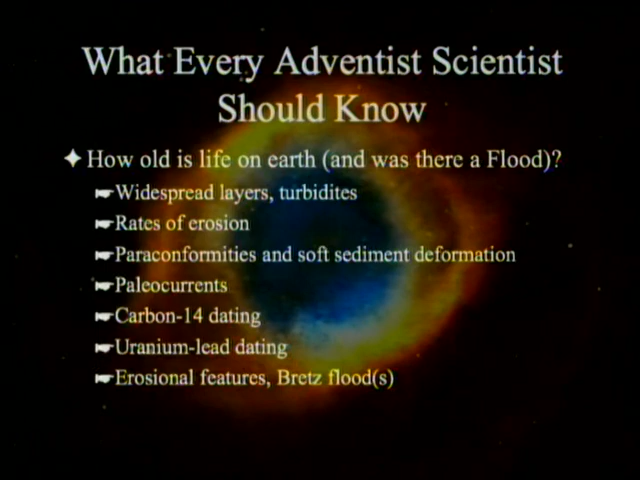 What Every Adventist Scientist
Should Know
How old is life on earth (and was there a Flood)?
Widespread layers, turbidites
Rates of erosion
Paraconformities and soft sediment deformation
Paleocurrents
Carbon-14 dating
Uranium-lead dating
Erosional features, Bretz flood(s)